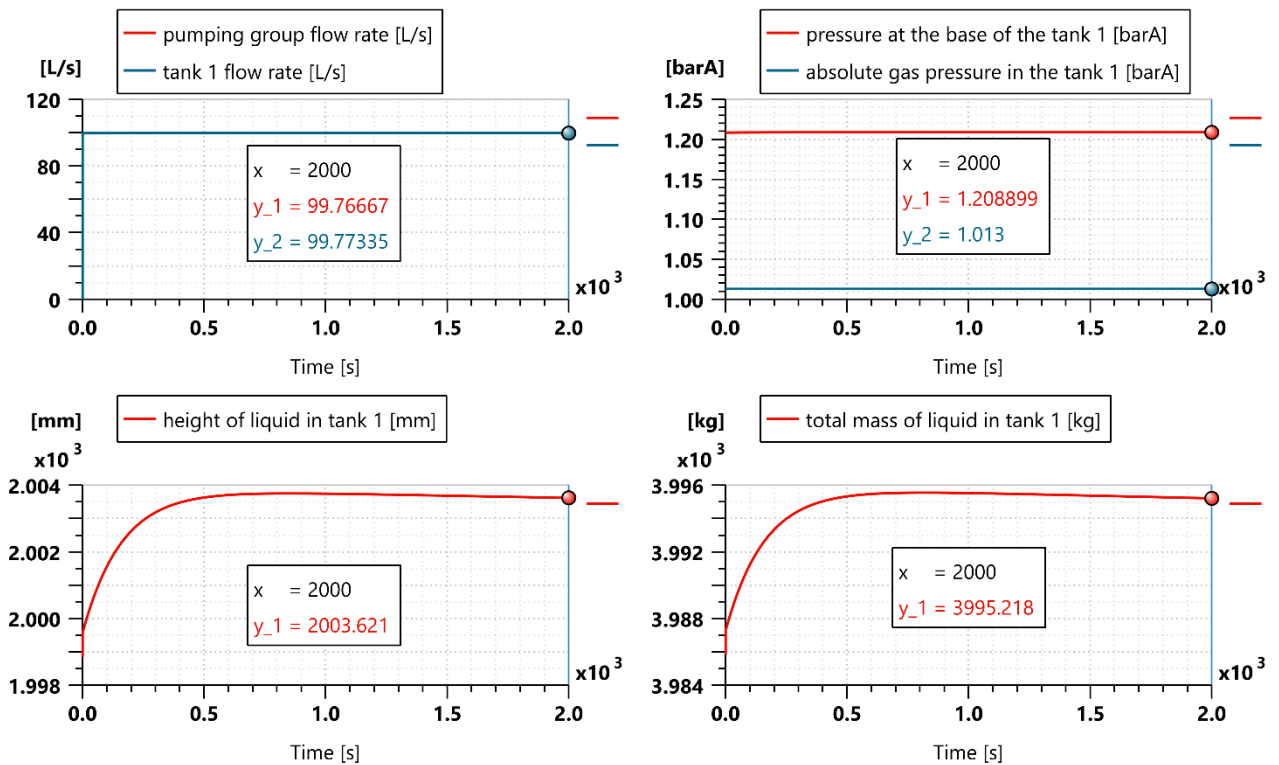 pumping group flow rate [L/s]
tank 1 flow rate [L/s]
[L/s]
120
80
40
0
x = 2000
y_1 = 99.76667
y_2 = 99.77335
x10 3
0.0 0.5 1.0 1.5 2.0
Time [s]
pressure at the base of the tank 1 [barA]
absolute gas pressure in the tank 1 [barA]
[barA]
1.25
1.20
1.15
1.10
1.05
1.00
x = 2000
y_1 = 1.208899
y_2 = 1.013
x10 3
0.0 0.5 1.0 1.5 2.0
Time [s]
height of liquid in tank 1 [mm]
[mm]
x10 3
2.004
2.002
2.000
1.998
x = 2000
y_1 = 2003.621
x10 3
0.0 0.5 1.0 1.5 2.0
Time [s]
total mass of liquid in tank 1 [kg]
[kg]
x10 3
3.996
3.992
3.988
3.984
x = 2000
y_1 = 3995.218
x10 3
0.0 0.5 1.0 1.5 2.0
Time [s]